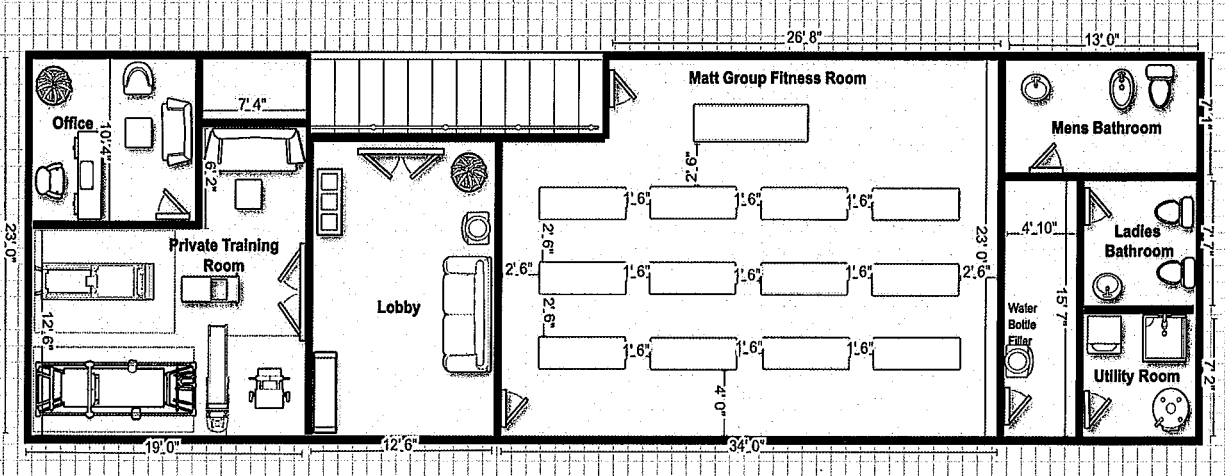 26'8"
13'0"
Matt Group Fitness Room
Office
10'4"
7'4"
6'2"
Mens Bathroom
7'1"
6'2"
1'6" 1'6" 1'6"
23'0"
Private Training
Room
2'6"
2'6"
1'6" 1'6" 1'6"
2'6"
23'0"
4'10"
Ladies
Bathroom
7'7"
Lobby
12'6"
2'6"
1'6" 1'6" 1'6"
4'0"
Water
Bottle
Filler
15'7"
Utility Room
7'2"
19'0"
12'6"
34'0"